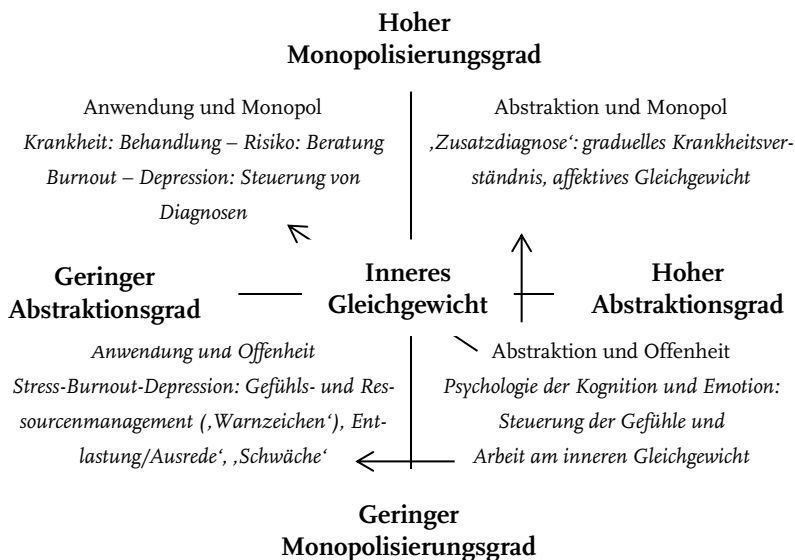 Hoher
Monopolisierungsgrad
Anwendung und Monopol
Krankheit: Behandlung – Risiko: Beratung
Burnout – Depression: Steuerung von
Diagnosen
Abstraktion und Monopol
‚Zusatzdiagnose‘: graduelles Krankheitsver-
ständnis, affektives Gleichgewicht
Geringer
Abstraktionsgrad
Inneres
Gleichgewicht
Hoher
Abstraktionsgrad
Anwendung und Offenheit
Stress-Burnout-Depression: Gefühls- und Res-
sourcenmanagement (‚Warnzeichen‘), Ent-
lastung/Ausrede‘, ‚Schwäche‘
Abstraktion und Offenheit
Psychologie der Kognition und Emotion:
Steuerung der Gefühle und
Arbeit am inneren Gleichgewicht
Geringer
Monopolisierungsgrad